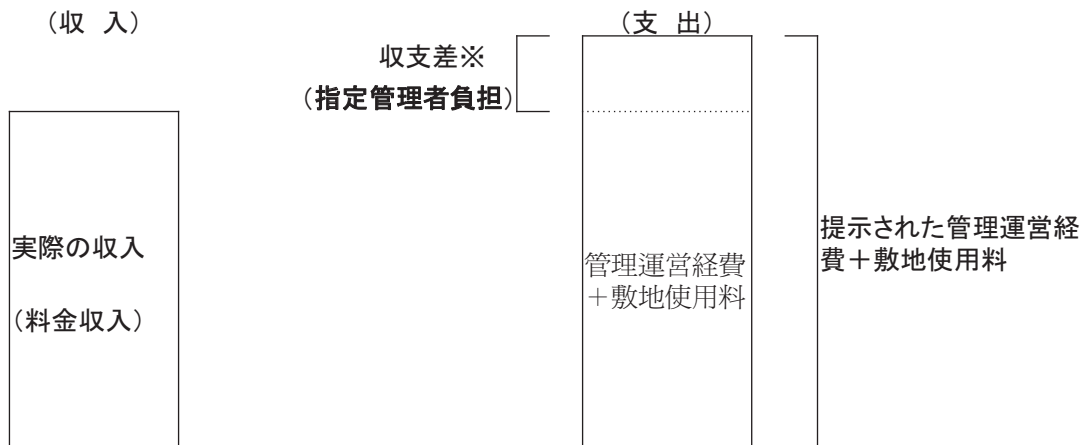 （収　入）
（支　出）
収支差※
（指定管理者負担）
実際の収入
（料金収入）
管理運営経費
＋敷地使用料
提示された管理運営経
費＋敷地使用料